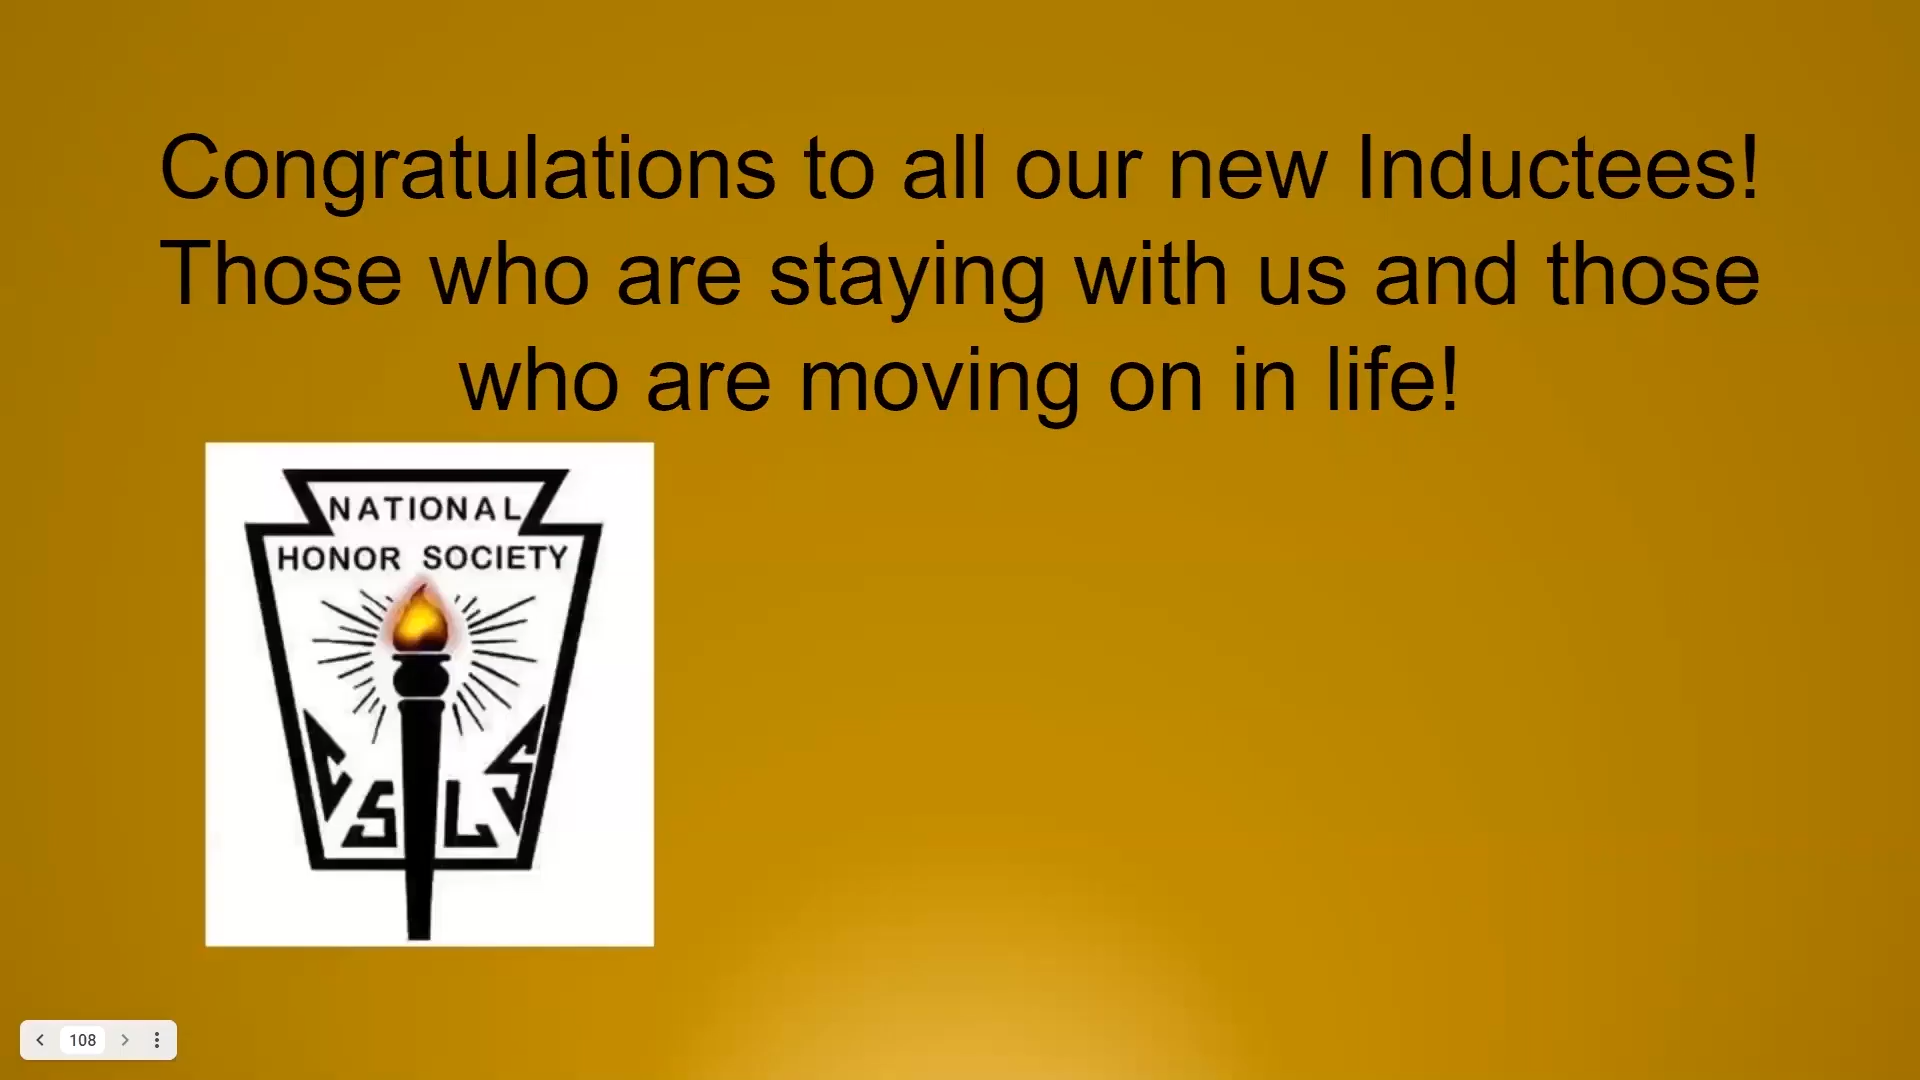 Congratulations to all our new Inductees!
Those who are staying with us and those
who are moving on in life!
NATIONAL
HONOR SOCIETY
C S L S
108